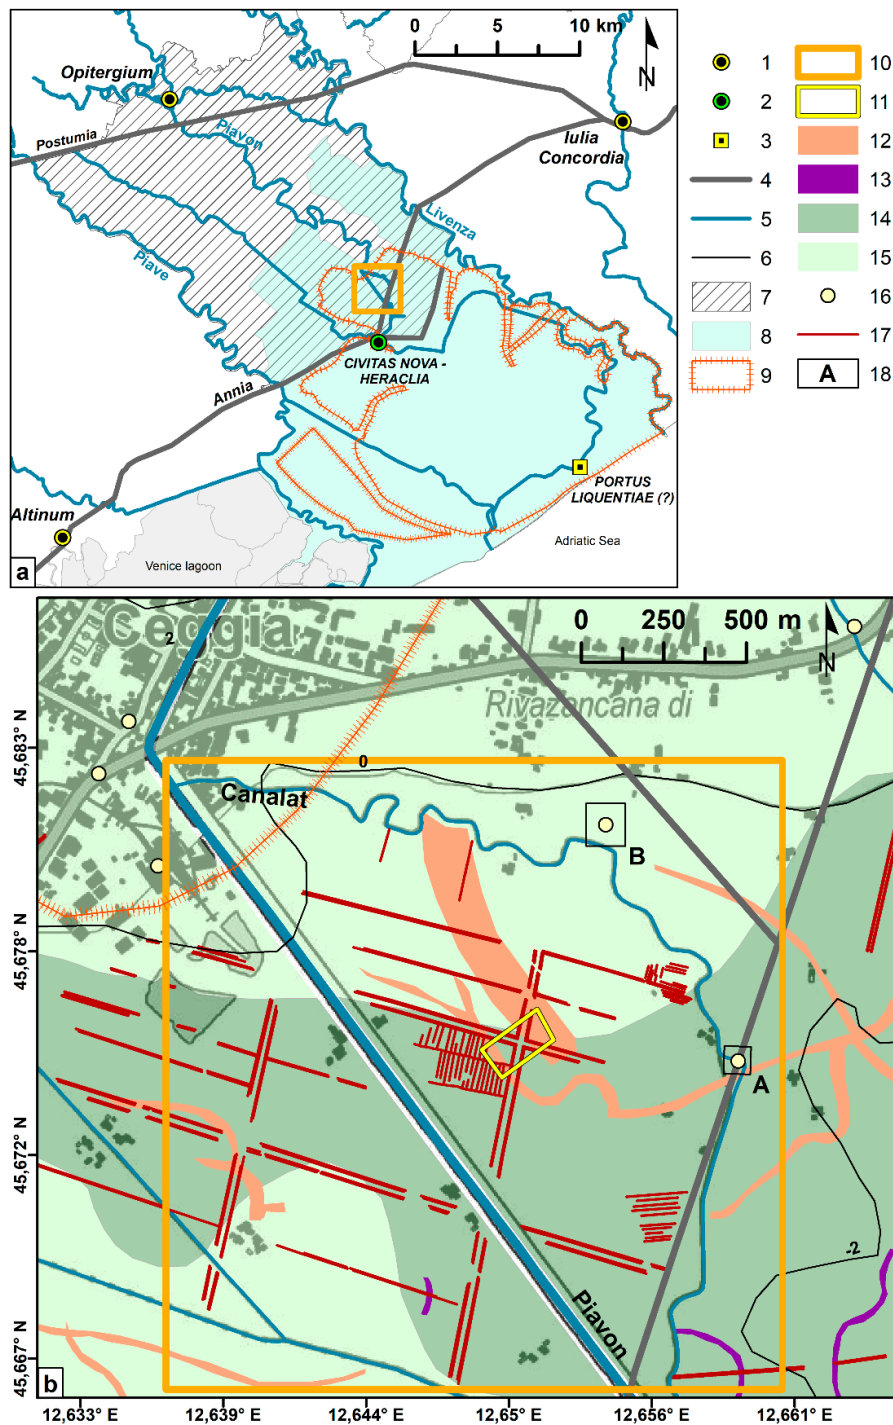 0 5 10 km
N
Opitergium
Postumia
Piavon
Iulia
Concordia
Livenza
Piave
CIVITAS NOVA -
HERACLIA
Annia
PORTUS
LIQUENTIAE (?)
Altinum
Venice lagoon
Adriatic Sea
a
1 10
2 11
3 12
4 13
5 14
6 15
7 16
8 17
9 A 18
Ceggia
2
0 250 500 m
N
Rivazancana di
45,683° N
0
Canalat
B
45,678° N
A
45,672° N
-2
Piavon
45,667° N
b
12,633° E 12,639° E 12,644° E 12,65° E 12,656° E 12,661° E